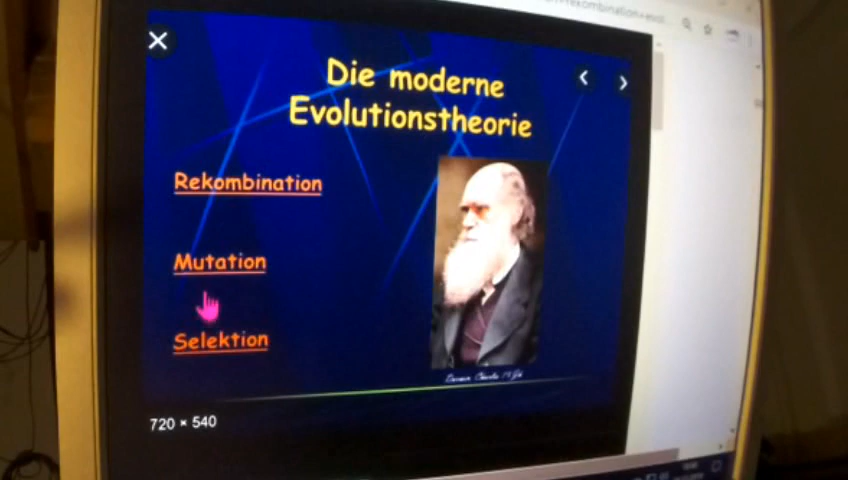 Die moderne
Evolutionstheorie
Rekombination
Mutation
Selektion
720 × 540